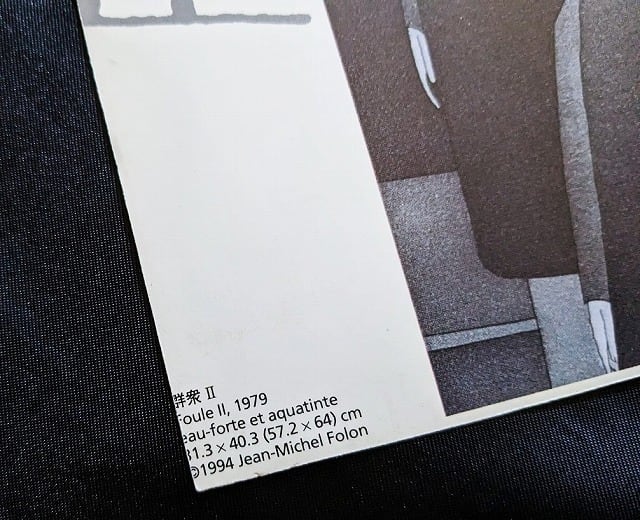 群衆 II
Foule II, 1979
eau-forte et aquatinte
31.3 × 40.3 (57.2 × 64) cm
©1994 Jean-Michel Folon